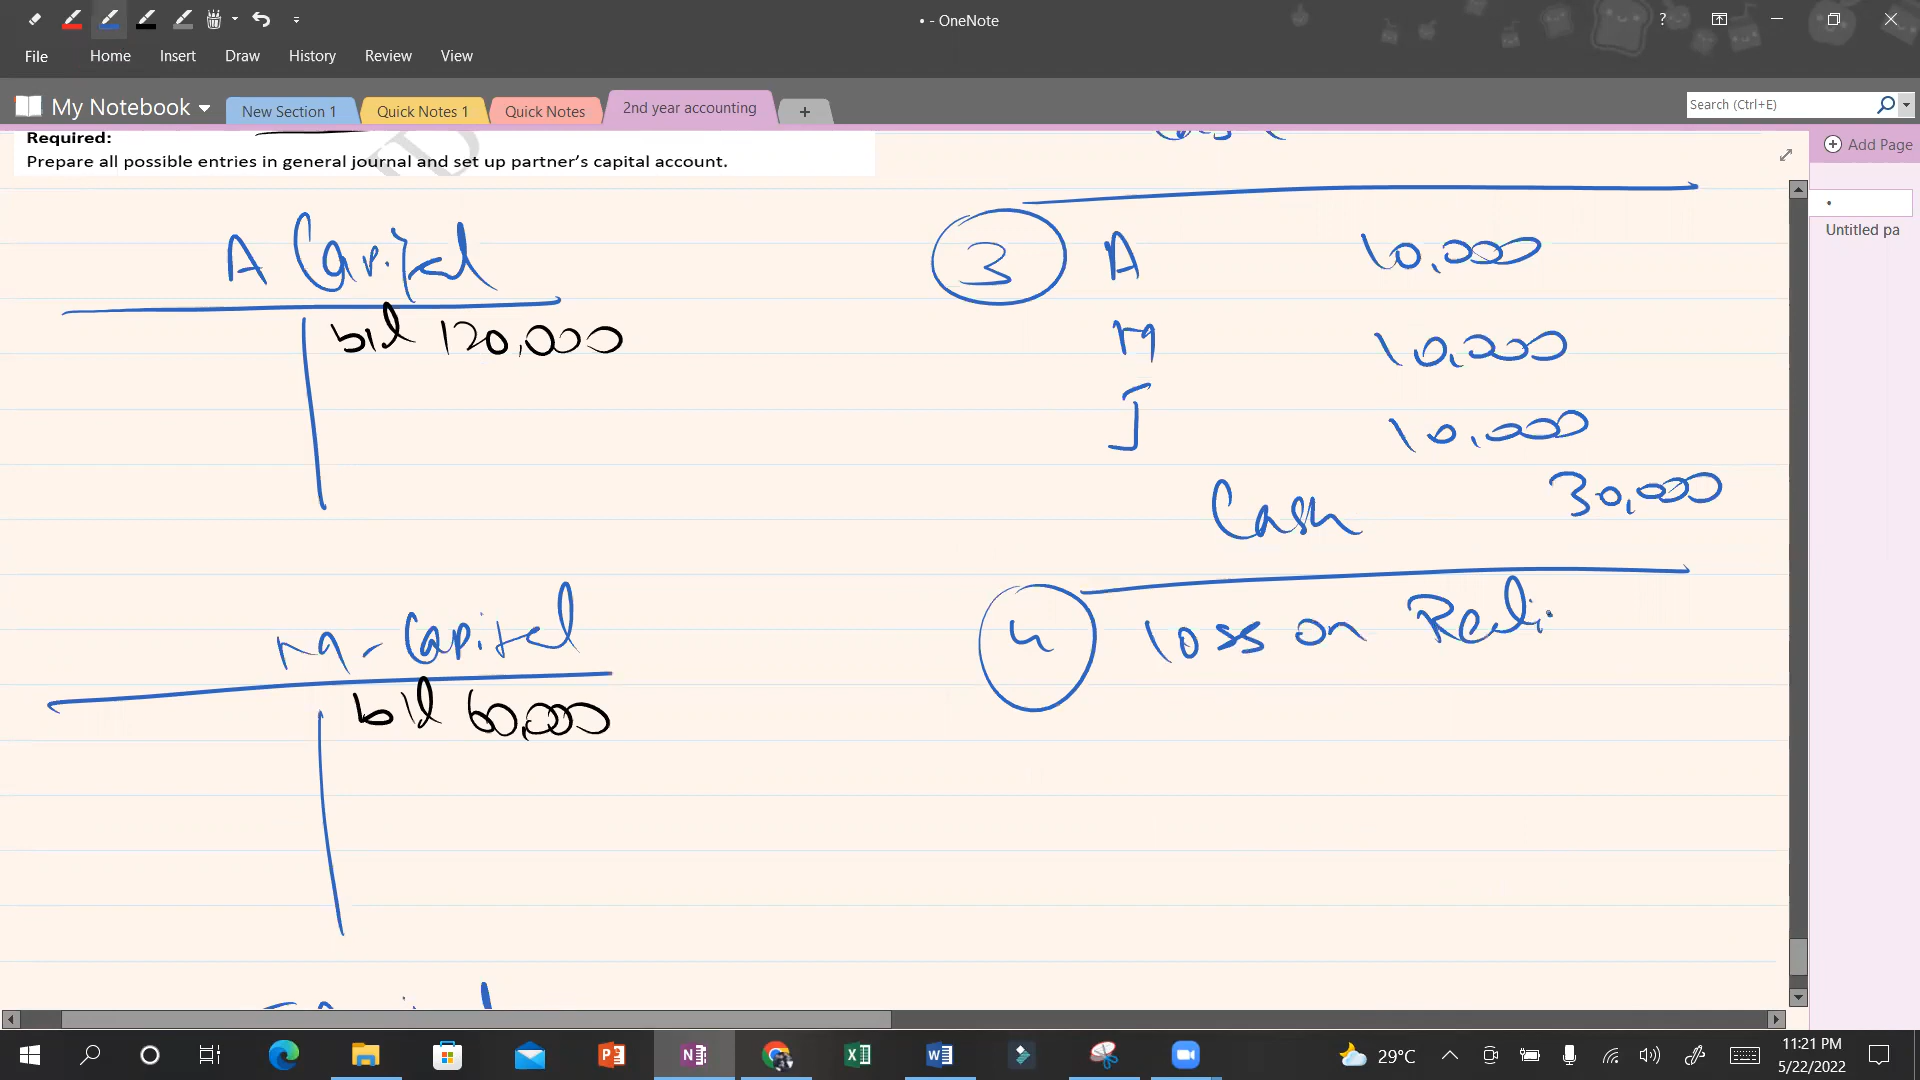 • - OneNote
?
File Home Insert Draw History Review View
My Notebook New Section 1 Quick Notes 1 Quick Notes 2nd year accounting +
Search (Ctrl+E)
Add Page
•
Untitled pa
Required:
Prepare all possible entries in general journal and set up partner's capital account.
A Capital
bld 120,000
M - Capital
bld 60,000
3 A 10,000
M 10,000
J 10,000
Cash 30,000
4 loss on Reali
29°C
11:21 PM
5/22/2022